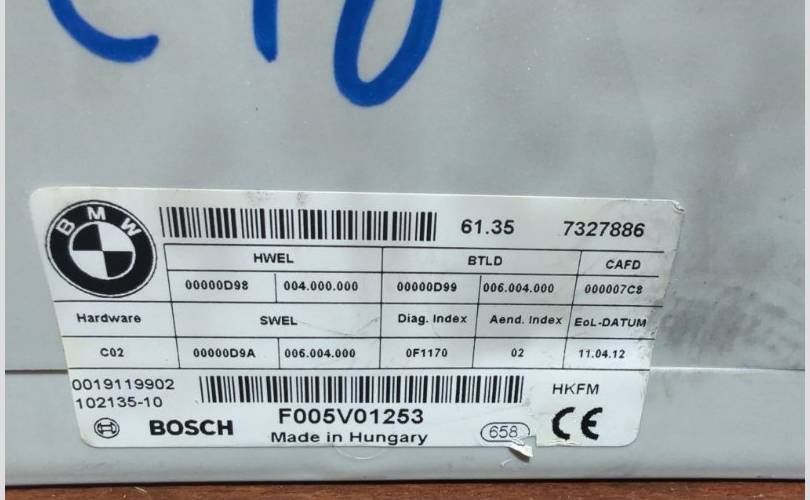 BMW 61.35 7327886
HWEL BTLD CAFD
00000D98 004.000.000 00000D99 006.004.000 000007C8
Hardware SWEL Diag. Index Aend. Index EoL-DATUM
C02 00000D9A 006.004.000 0F1170 02 11.04.12
0019119902 HKFM
102135-10 F005V01253
BOSCH Made in Hungary 658 CE